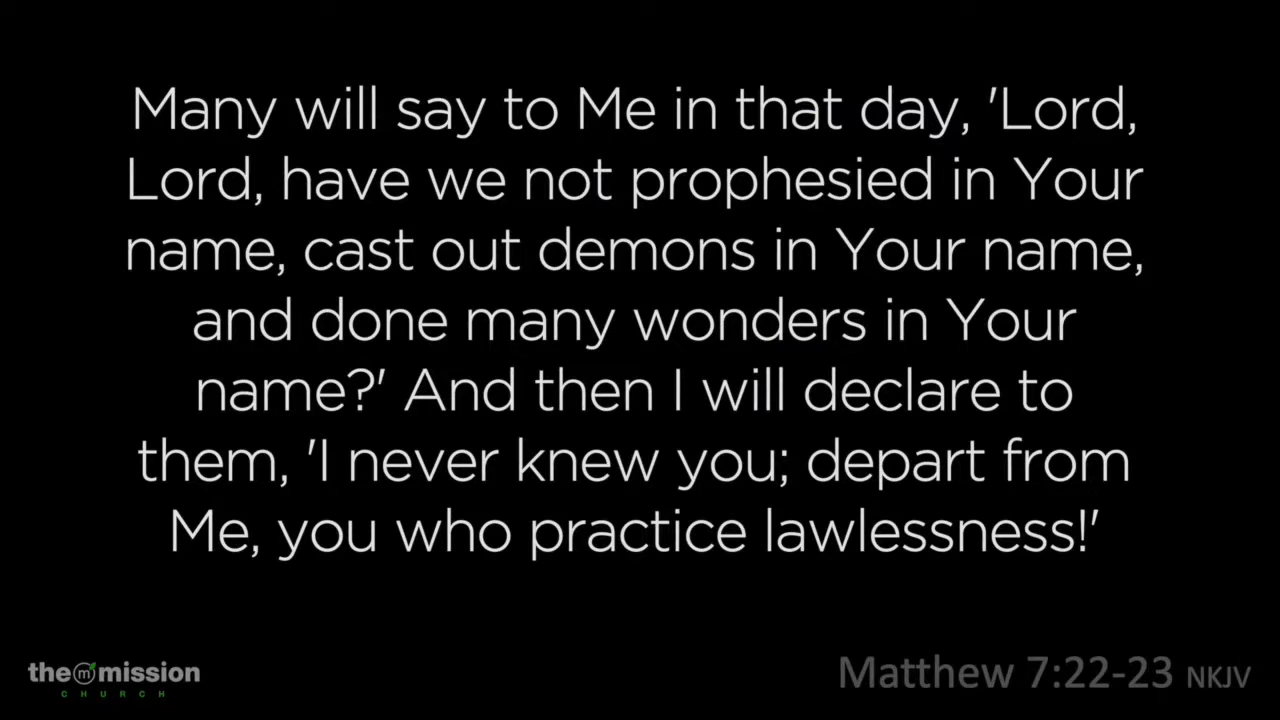 Many will say to Me in that day, 'Lord,
Lord, have we not prophesied in Your
name, cast out demons in Your name,
and done many wonders in Your
name?' And then I will declare to
them, 'I never knew you; depart from
Me, you who practice lawlessness!'
the m mission
CHURCH
Matthew 7:22-23 NKJV